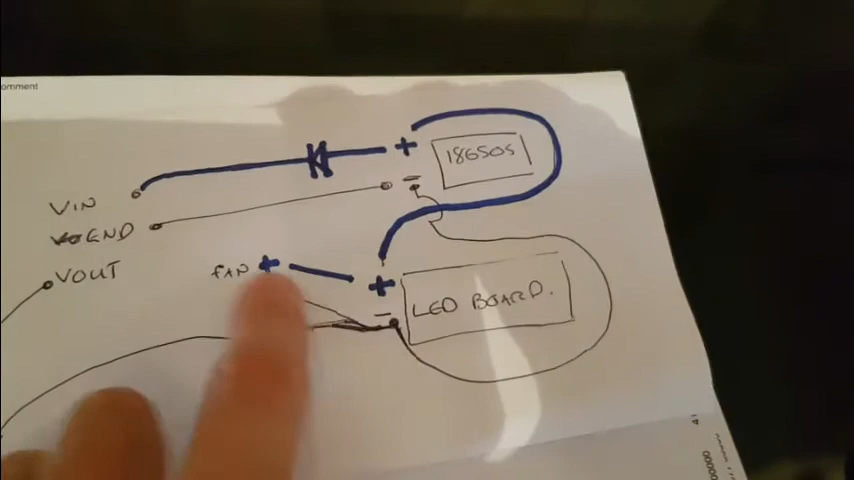 omment
+
18650s
VIN
-
GND
VOUT
FAN +
+
LED BOARD.
-
41